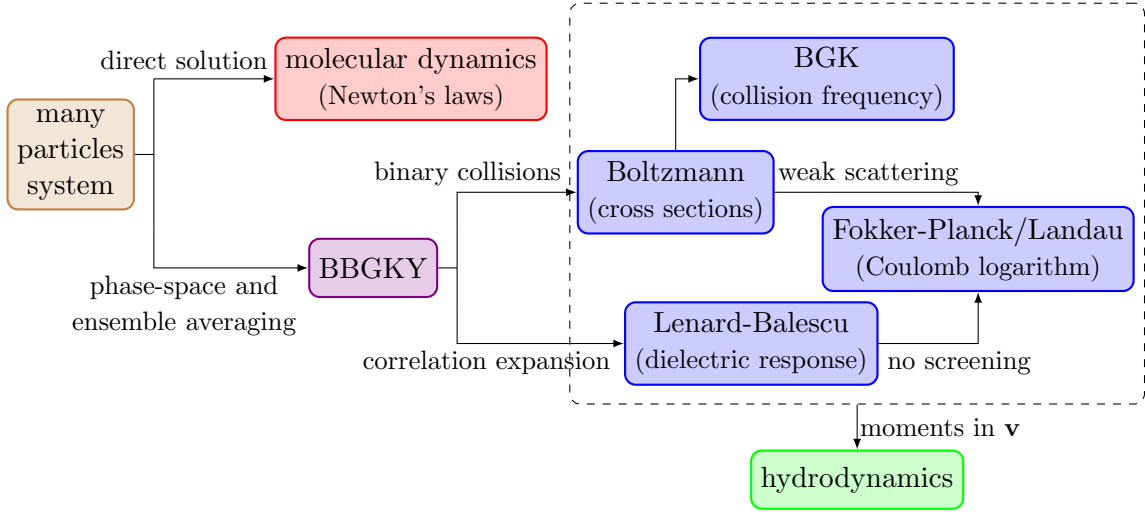 direct solution
molecular dynamics
(Newton's laws)
BGK
(collision frequency)
many
particles
system
binary collisions
Boltzmann
(cross sections)
weak scattering
Fokker-Planck/Landau
(Coulomb logarithm)
BBGKY
phase-space and
ensemble averaging
Lenard-Balescu
(dielectric response)
correlation expansion
no screening
moments in v
hydrodynamics